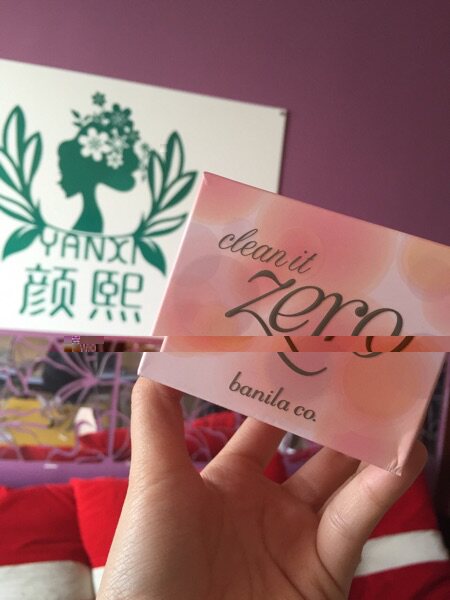 YANXI
颜熙
clean it
zero
banila co.